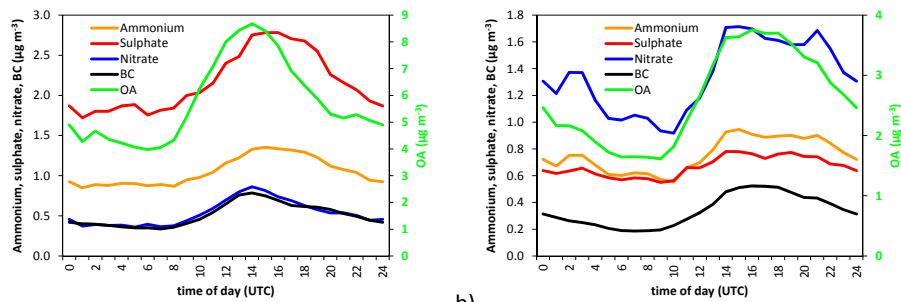 Ammonium, sulphate, nitrate, BC (µg m⁻³)
3.0
2.5
2.0
1.5
1.0
0.5
0.0
Ammonium
Sulphate
Nitrate
BC
OA
9
8
7
6
5
4
3
2
1
0
OA (µg m⁻³)
0 2 4 6 8 10 12 14 16 18 20 22 24
time of day (UTC)
Ammonium, sulphate, nitrate, BC (µg m⁻³)
1.8
1.6
1.4
1.2
1.0
0.8
0.6
0.4
0.2
0.0
Ammonium
Sulphate
Nitrate
BC
OA
4
3
2
1
0
OA (µg m⁻³)
0 2 4 6 8 10 12 14 16 18 20 22 24
time of day (UTC)